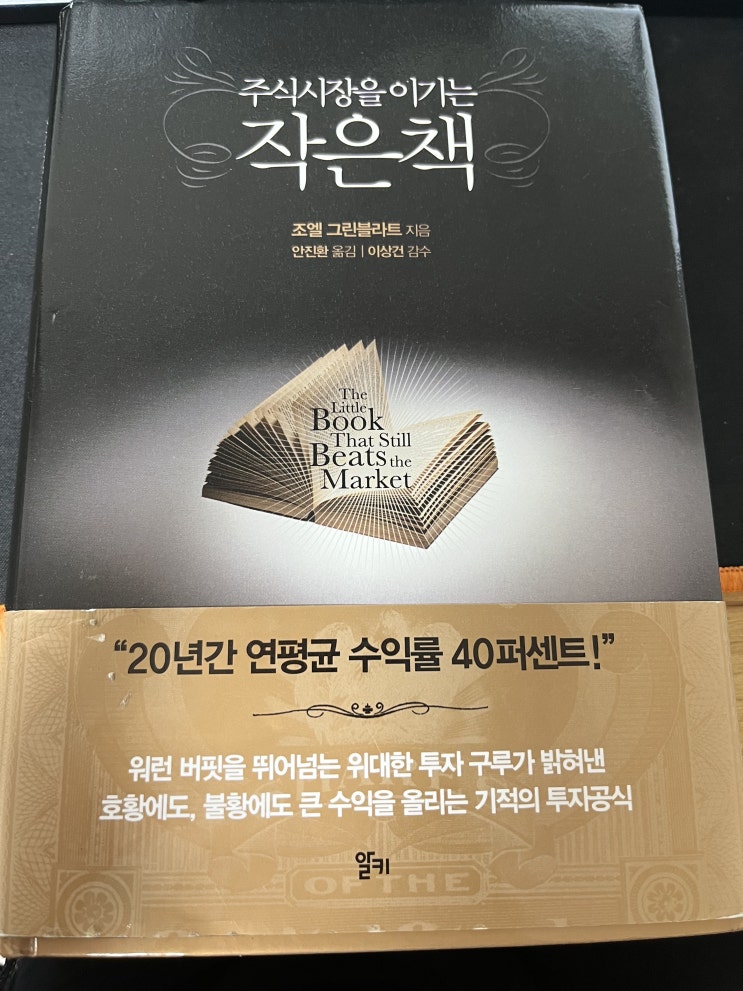 주식시장을 이기는
작은 책
조엘 그린블라트 지음
안진환 옮김 | 이상건 감수
The
Little
Book
That Still
Beats the
Market
“20년간 연평균 수익률 40퍼센트!”
워런 버핏을 뛰어넘는 위대한 투자 구루가 밝혀낸
호황에도, 불황에도 큰 수익을 올리는 기적의 투자공식
알키
OF THE